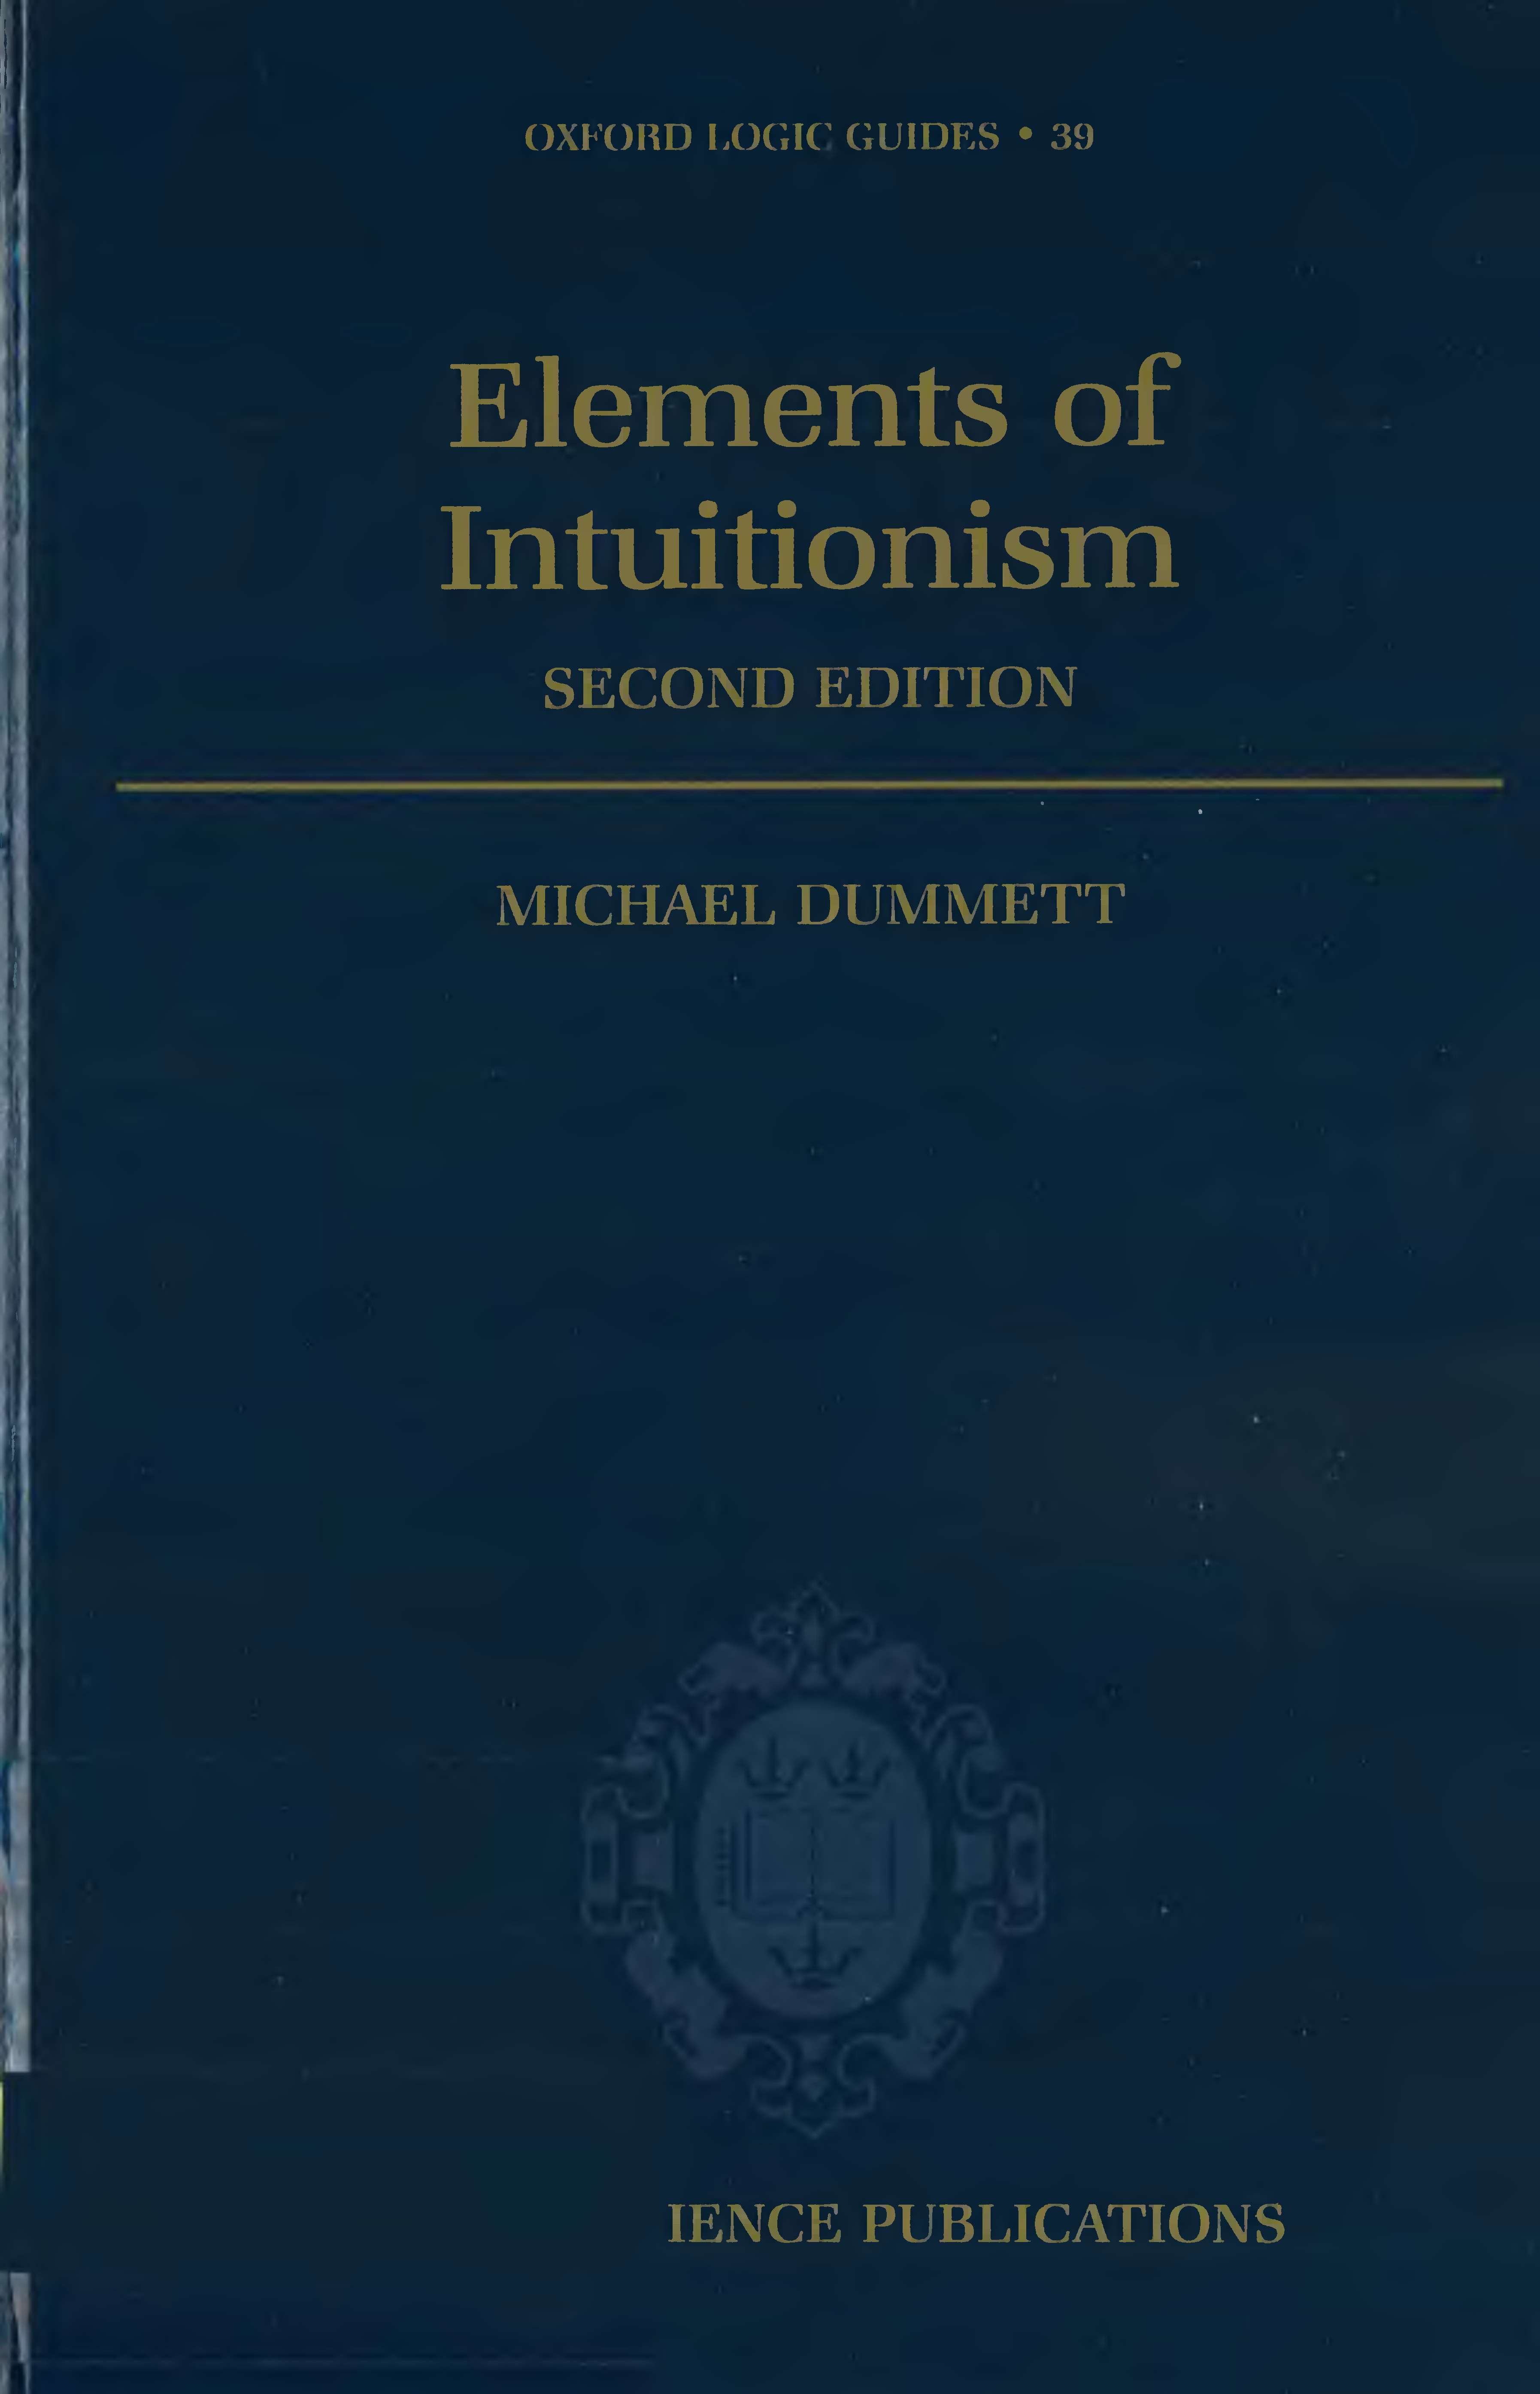 OXFORD LOGIC GUIDES • 39
Elements of
Intuitionism
SECOND EDITION
MICHAEL DUMMETT
IENCE PUBLICATIONS